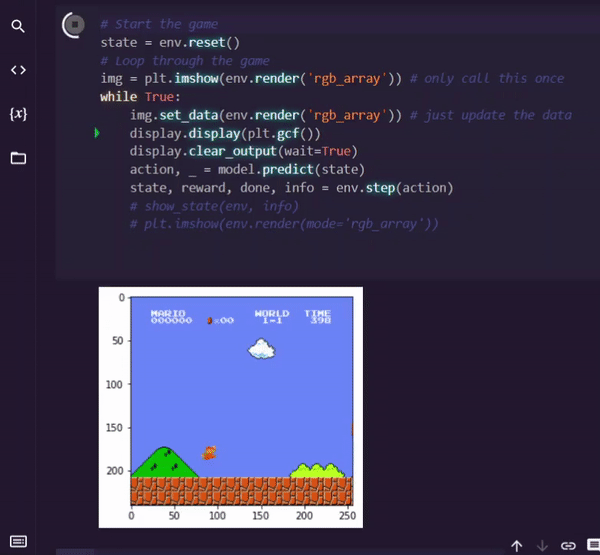 # Start the game
state = env.reset()
# Loop through the game
img = plt.imshow(env.render('rgb_array')) # only call this once
while True:
    img.set_data(env.render('rgb_array')) # just update the data
    display.display(plt.gcf())
    display.clear_output(wait=True)
    action, _ = model.predict(state)
    state, reward, done, info = env.step(action)
    # show_state(env, info)
    # plt.imshow(env.render(mode='rgb_array'))
{x}
0
MARIO WORLD TIME
000000 x00 1-1 398
50
100
150
200
0 50 100 150 200 250